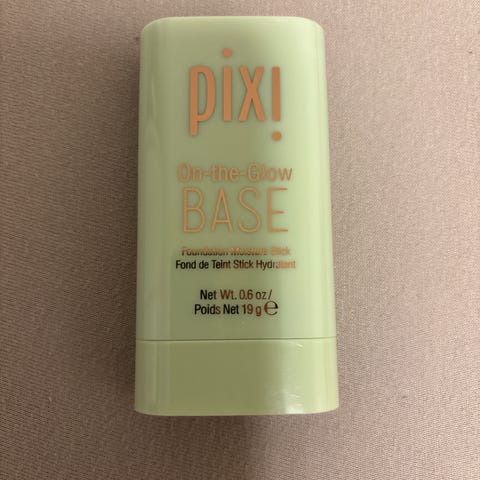 pixi
On-the-Glow
BASE
Foundation Moisture Stick
Fond de Teint Stick Hydratant
Net Wt. 0.6 oz /
Poids Net 19 g ℮